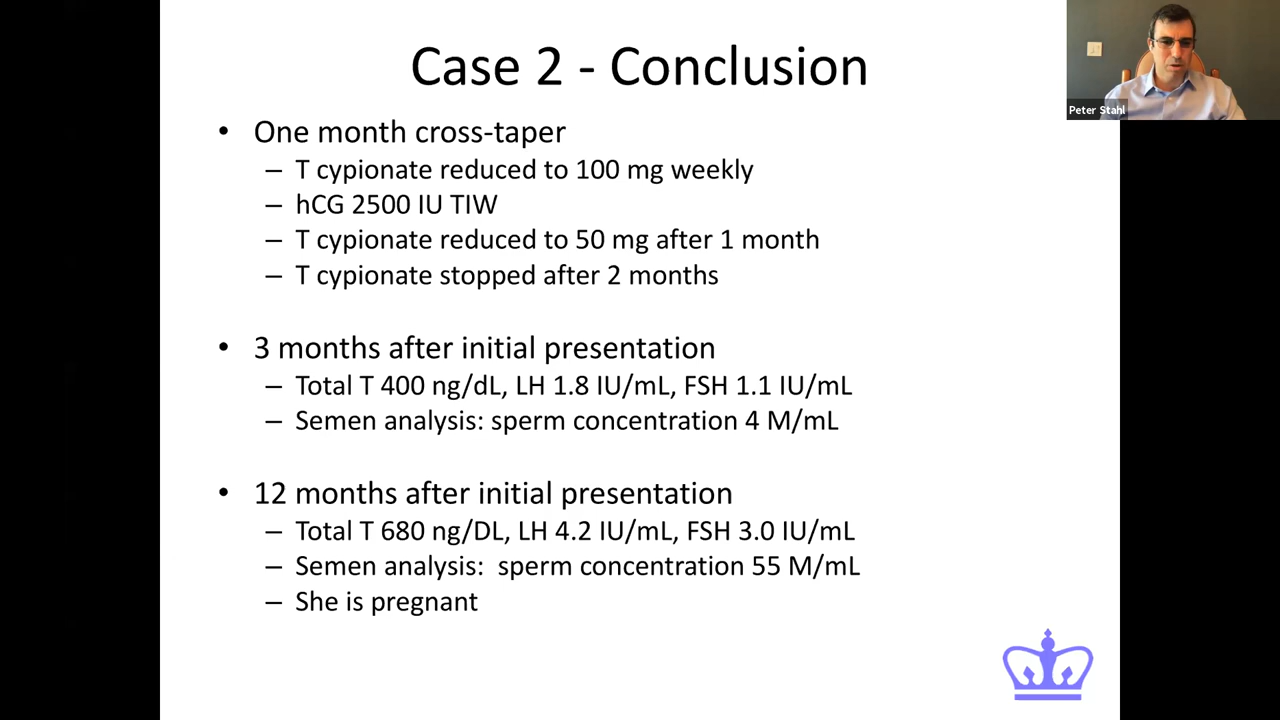 Case 2 - Conclusion
Peter Stahl
• One month cross-taper
– T cypionate reduced to 100 mg weekly
– hCG 2500 IU TIW
– T cypionate reduced to 50 mg after 1 month
– T cypionate stopped after 2 months
• 3 months after initial presentation
– Total T 400 ng/dL, LH 1.8 IU/mL, FSH 1.1 IU/mL
– Semen analysis: sperm concentration 4 M/mL
• 12 months after initial presentation
– Total T 680 ng/DL, LH 4.2 IU/mL, FSH 3.0 IU/mL
– Semen analysis:  sperm concentration 55 M/mL
– She is pregnant